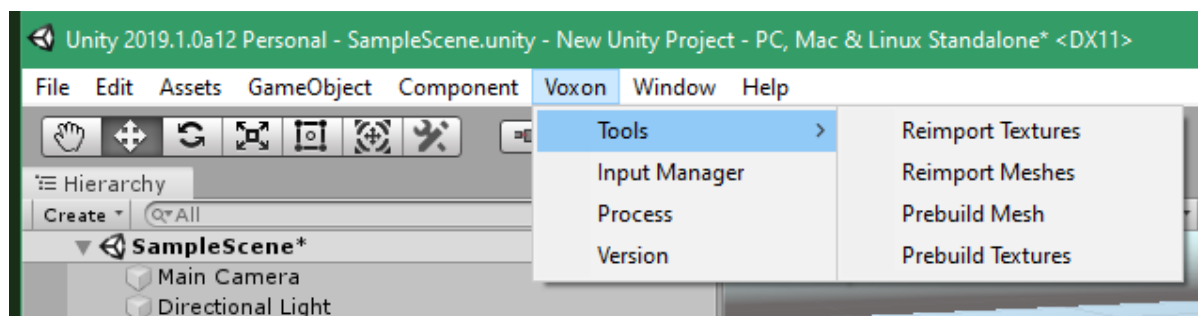 Unity 2019.1.0a12 Personal - SampleScene.unity - New Unity Project - PC, Mac & Linux Standalone* <DX11>
File Edit Assets GameObject Component Voxon Window Help
Tools > Reimport Textures
Input Manager Reimport Meshes
Process Prebuild Mesh
Version Prebuild Textures
Hierarchy
Create All
SampleScene*
Main Camera
Directional Light